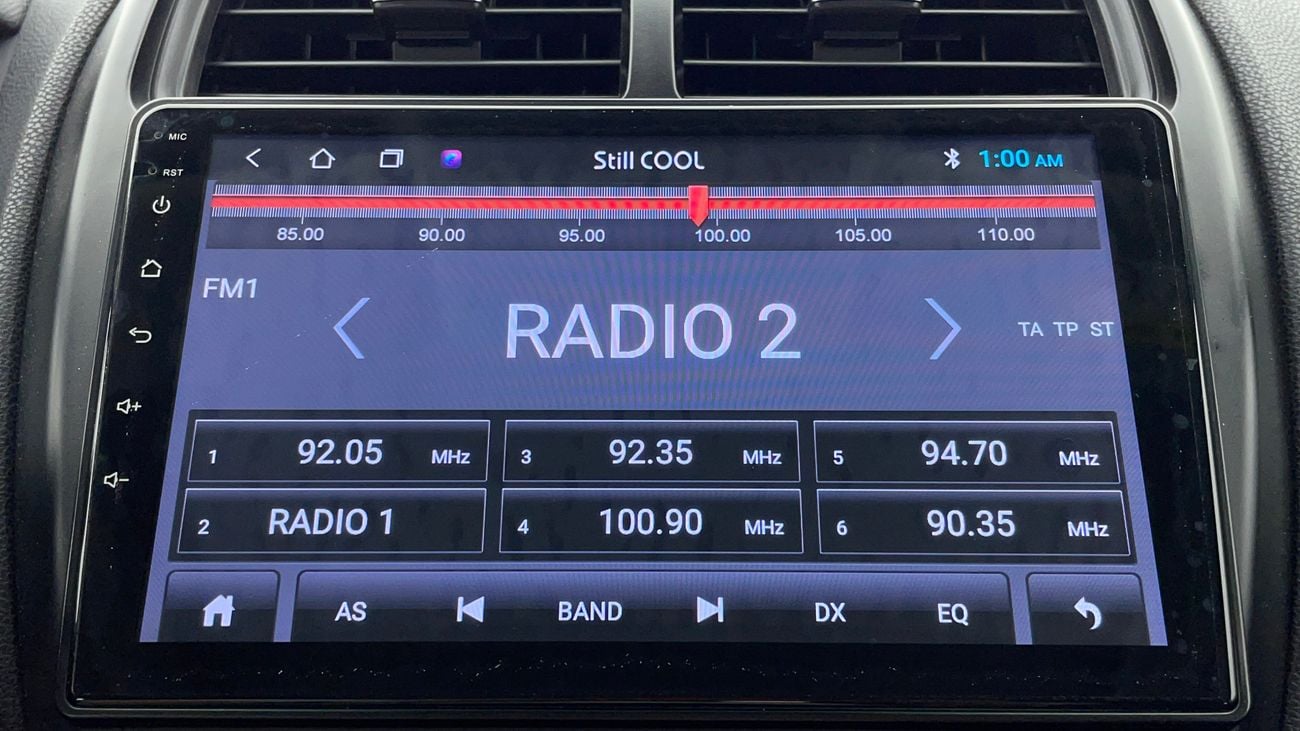 MIC
RST
Still COOL
1:00 AM
85.00 90.00 95.00 100.00 105.00 110.00
FM1
RADIO 2
TA TP ST
1 92.05 MHz
3 92.35 MHz
5 94.70 MHz
2 RADIO 1
4 100.90 MHz
6 90.35 MHz
AS BAND DX EQ